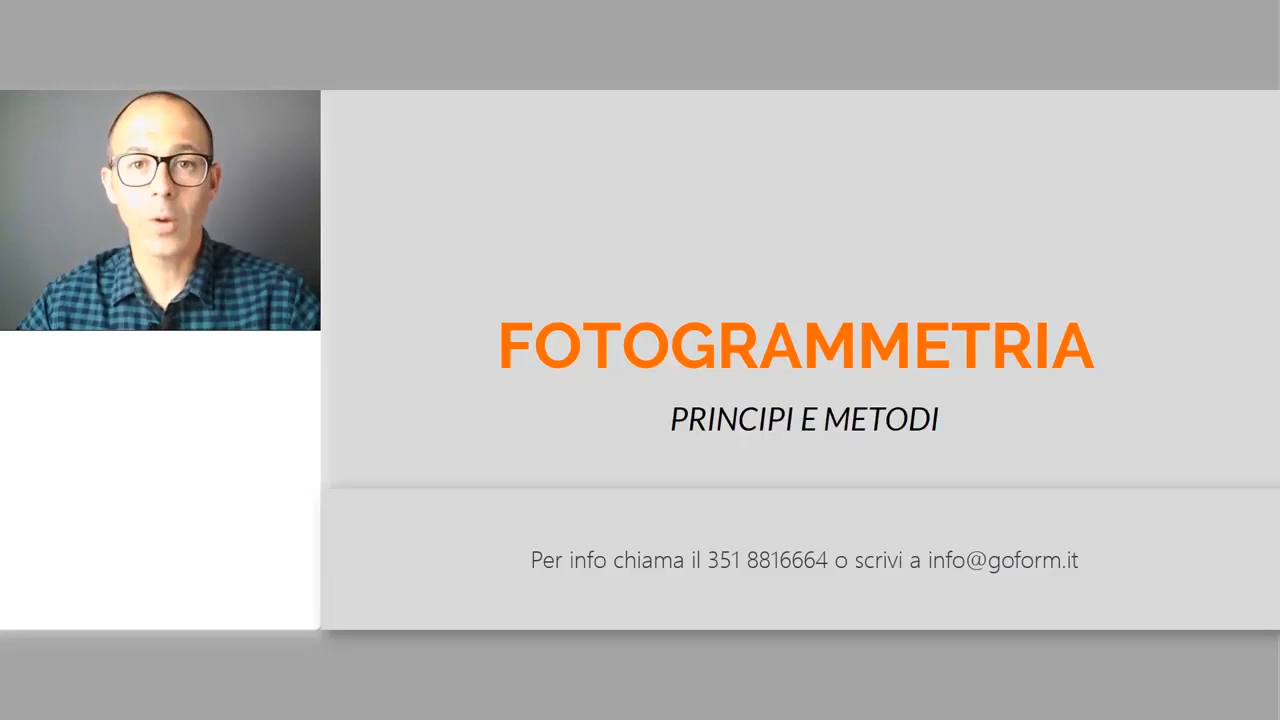 FOTOGRAMMETRIA
PRINCIPI E METODI
Per info chiama il 351 8816664 o scrivi a info@goform.it